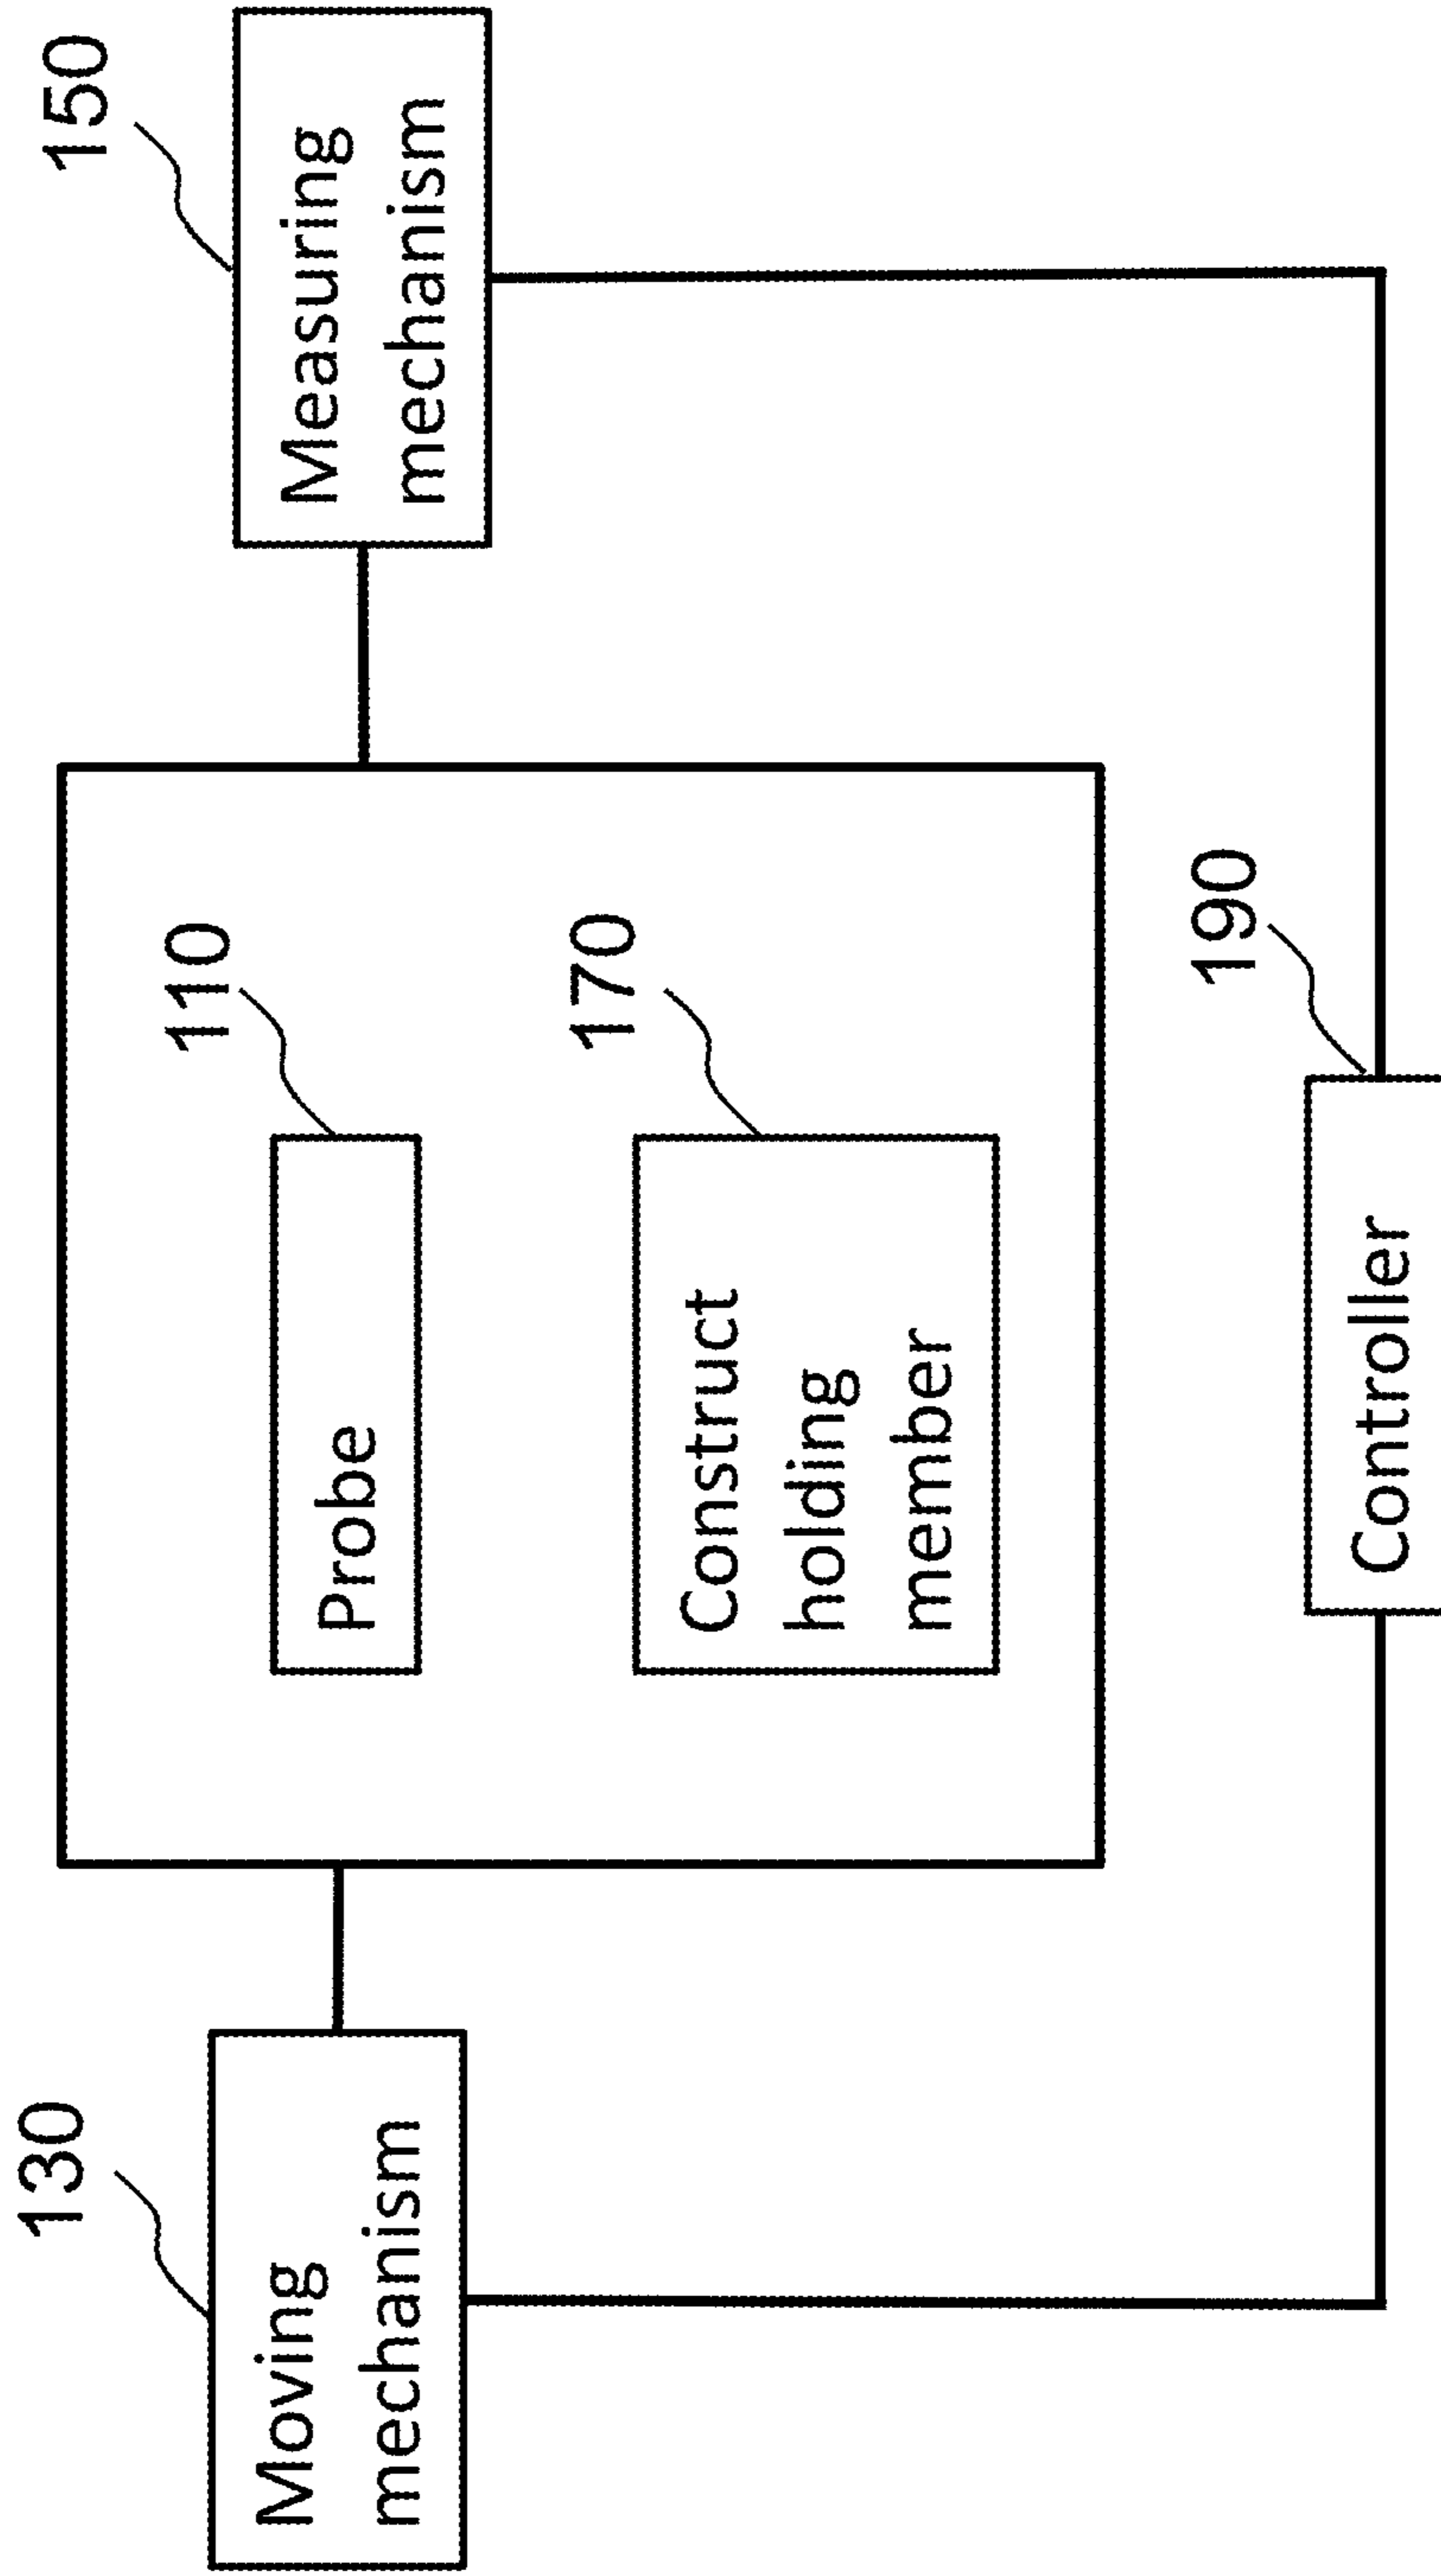 130
Moving
mechanism
110
Probe
170
Construct
holding
member
150
Measuring
mechanism
190
Controller